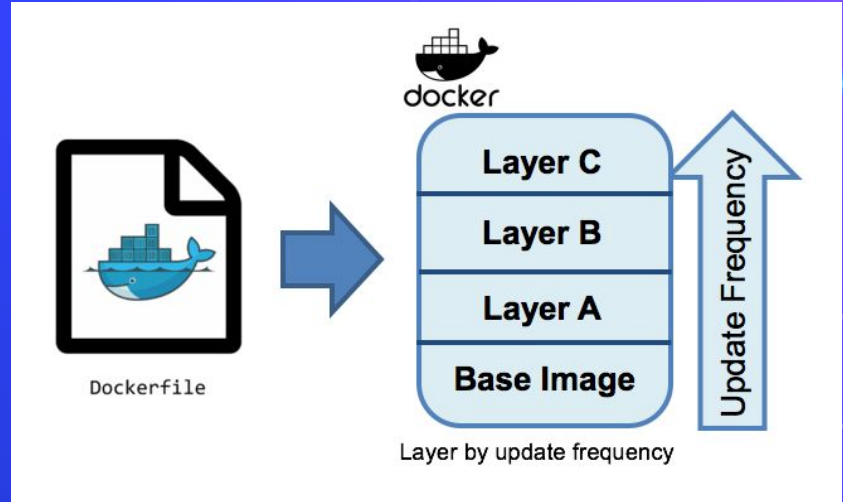 docker
Layer C
Layer B
Layer A
Base Image
Update Frequency
Dockerfile
Layer by update frequency